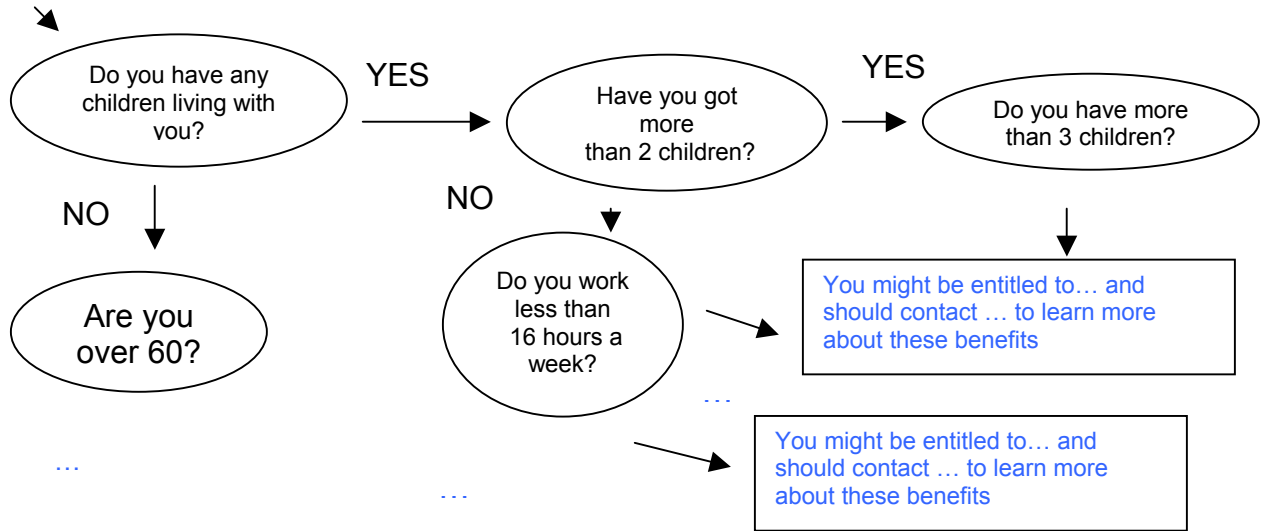 Do you have any
children living with
you?
YES
Have you got
more
than 2 children?
YES
Do you have more
than 3 children?
NO
NO
Are you
over 60?
Do you work
less than
16 hours a
week?
You might be entitled to… and
should contact … to learn more
about these benefits
…
You might be entitled to… and
should contact … to learn more
about these benefits
…
…